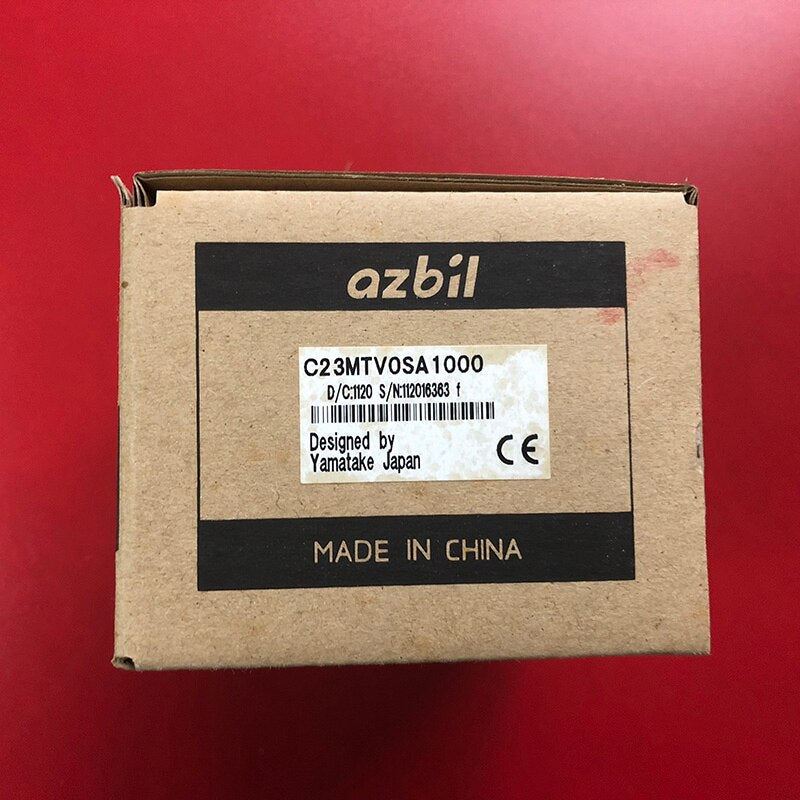 azbil
C23MTV0SA1000
D/C:1120 S/N:112016363 f
Designed by
Yamatake Japan
CE
MADE IN CHINA